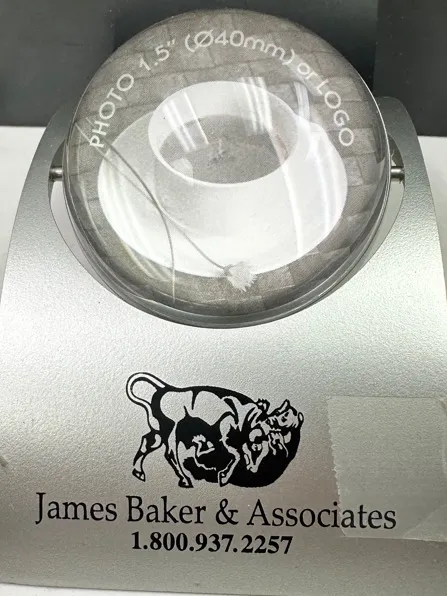 PHOTO 1.5" (Ø40mm) or LOGO
James Baker & Associates
1.800.937.2257